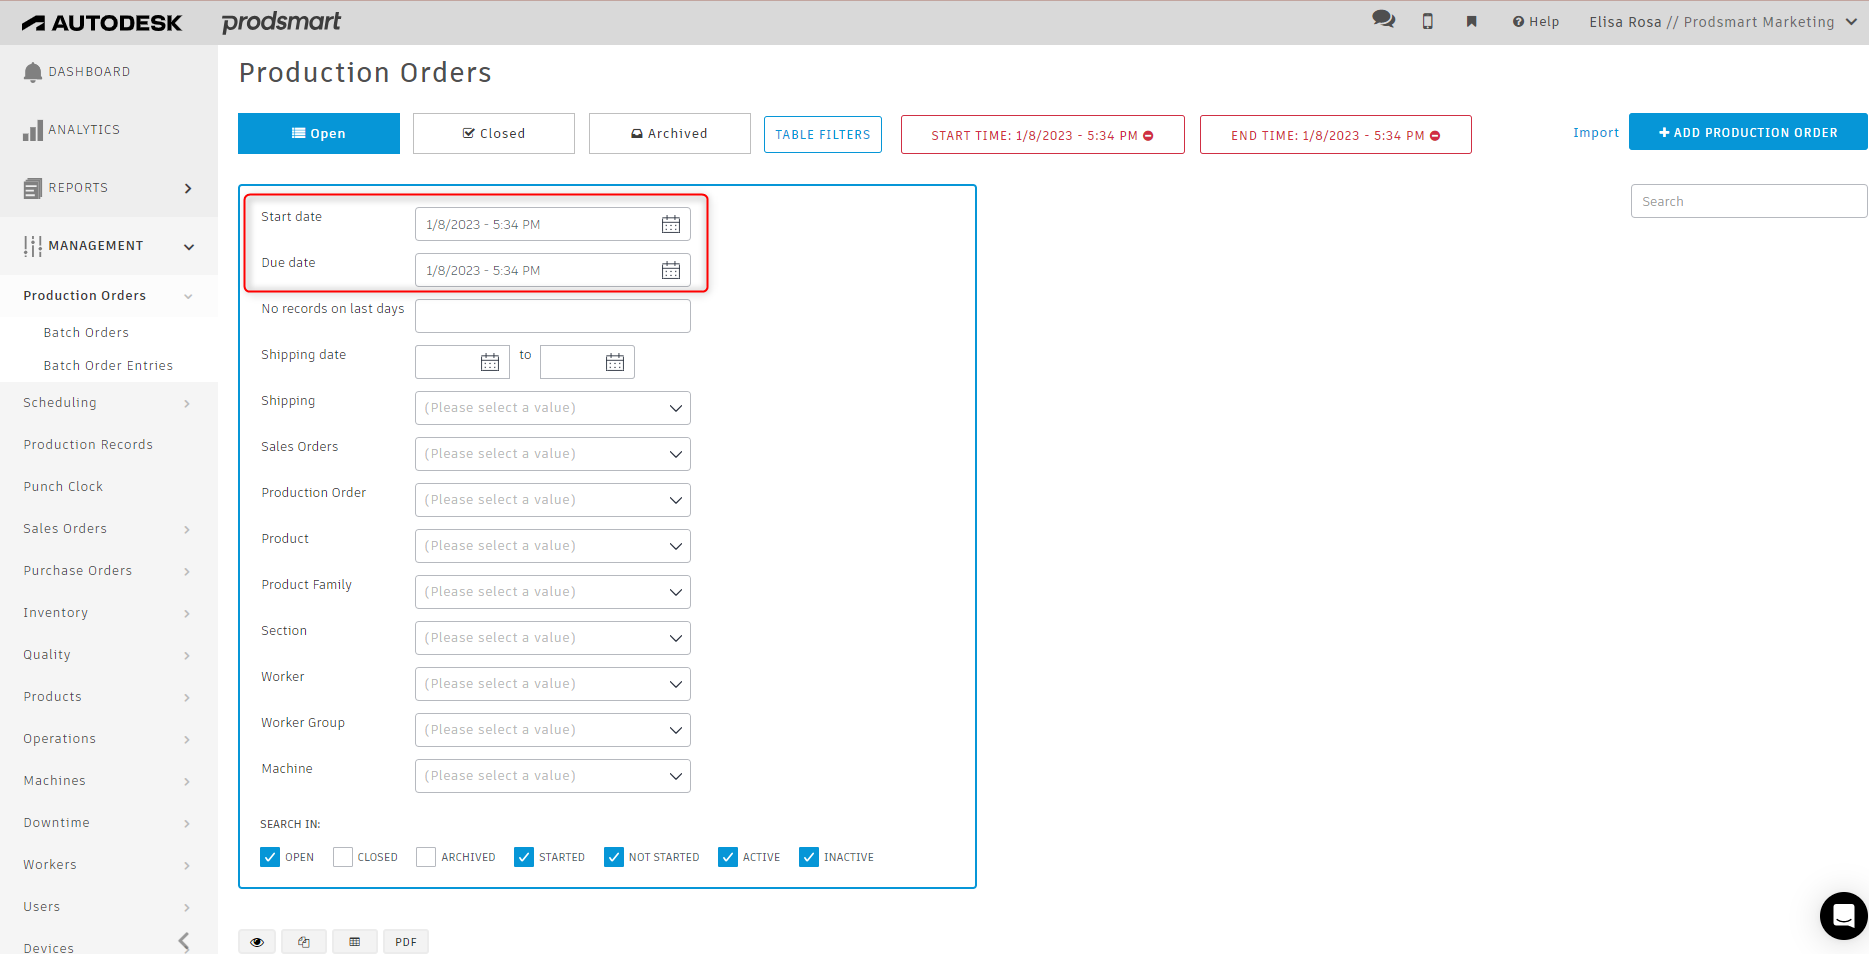 AUTODESK prodsmart
Help
Elisa Rosa // Prodsmart Marketing
DASHBOARD
ANALYTICS
REPORTS
MANAGEMENT
Production Orders
Batch Orders
Batch Order Entries
Scheduling
Production Records
Punch Clock
Sales Orders
Purchase Orders
Inventory
Quality
Products
Operations
Machines
Downtime
Workers
Users
Devices
Production Orders
Open
Closed
Archived
TABLE FILTERS
START TIME: 1/8/2023 - 5:34 PM
END TIME: 1/8/2023 - 5:34 PM
Import
+ ADD PRODUCTION ORDER
Search
Start date 1/8/2023 - 5:34 PM
Due date 1/8/2023 - 5:34 PM
No records on last days
Shipping date to
Shipping (Please select a value)
Sales Orders (Please select a value)
Production Order (Please select a value)
Product (Please select a value)
Product Family (Please select a value)
Section (Please select a value)
Worker (Please select a value)
Worker Group (Please select a value)
Machine (Please select a value)
SEARCH IN:
OPEN CLOSED ARCHIVED STARTED NOT STARTED ACTIVE INACTIVE
PDF